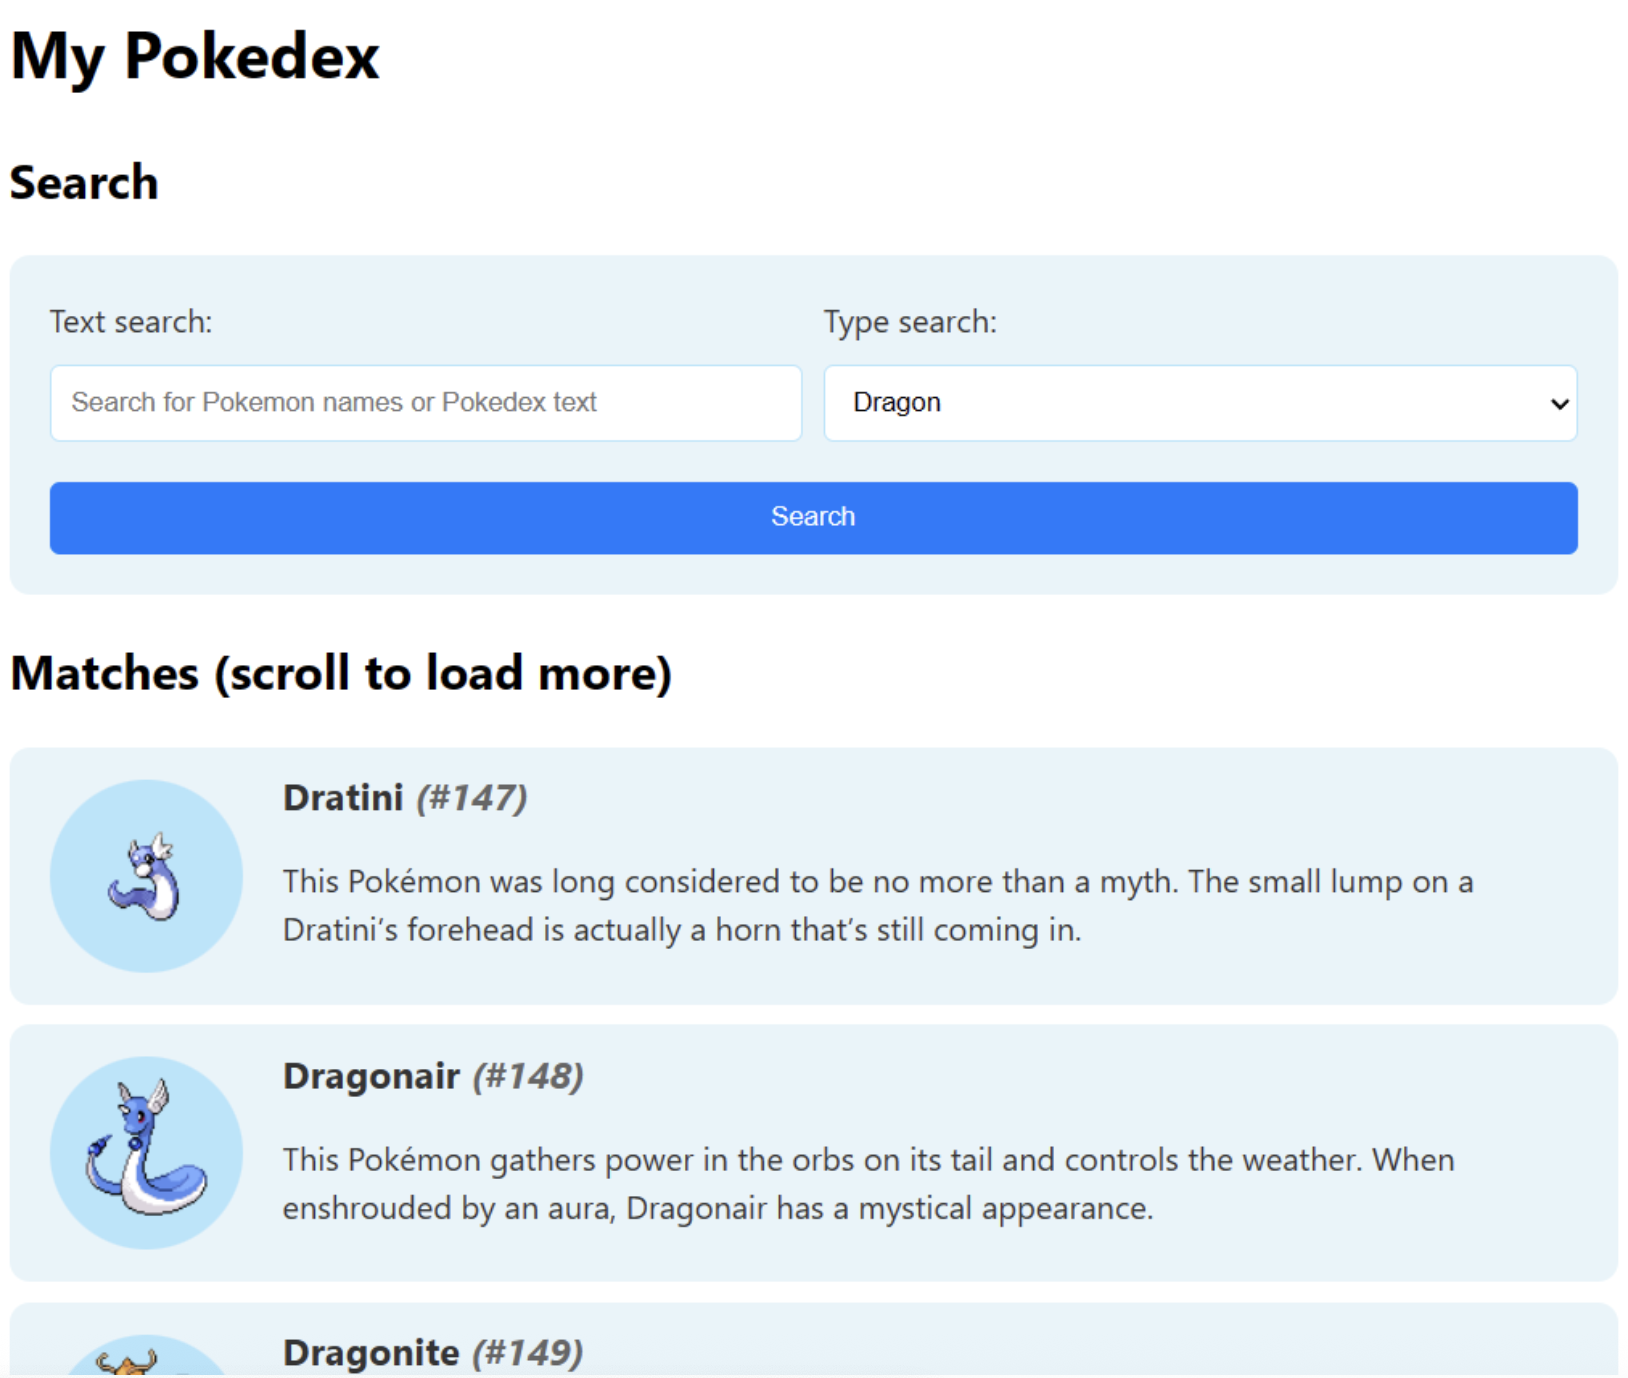 My Pokedex
Search
Text search:
Type search:
Search for Pokemon names or Pokedex text
Dragon
Search
Matches (scroll to load more)
Dratini (#147)
This Pokémon was long considered to be no more than a myth. The small lump on a
Dratini’s forehead is actually a horn that’s still coming in.
Dragonair (#148)
This Pokémon gathers power in the orbs on its tail and controls the weather. When
enshrouded by an aura, Dragonair has a mystical appearance.
Dragonite (#149)